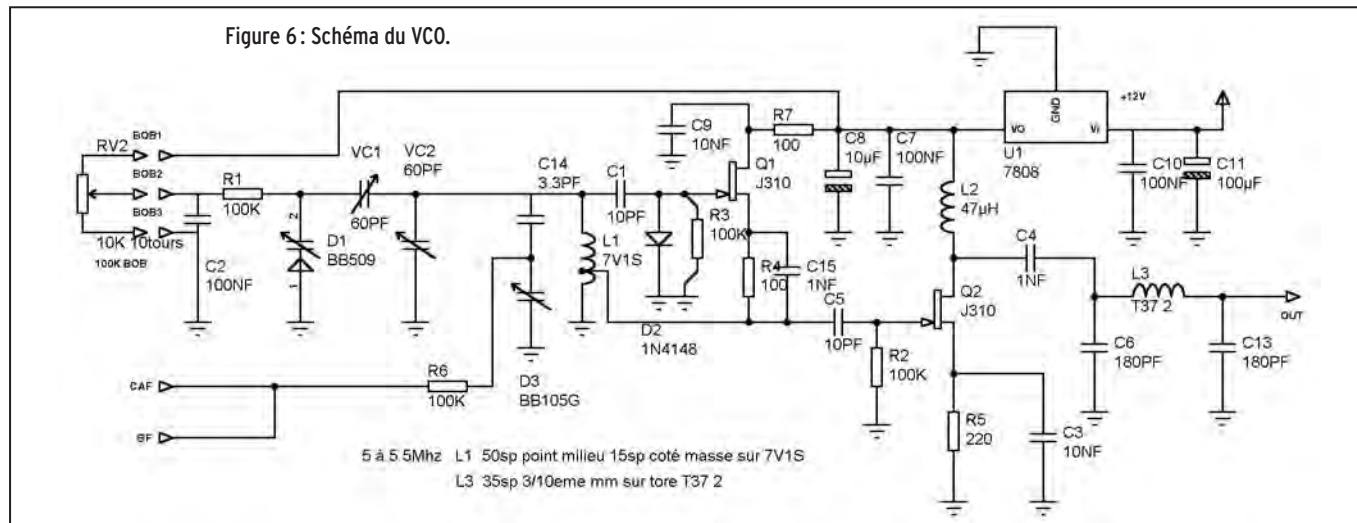 Figure 6 : Schéma du VCO.
RV2
BOB1
BOB2
BOB3
10K 10tours
100K BOB
C2
100NF
R1
100K
2
1
D1
BB509
VC1
60PF
VC2
60PF
C14
3.3PF
C1
10PF
L1
7V1S
C9
10NF
R7
100
Q1
J310
R3
100K
R4
100
C15
1NF
D2
1N4148
D3
BB105G
R6
100K
CAF
BF
C5
10PF
R2
100K
C8
10µF
C7
100NF
L2
47µH
GND
VO
VI
U1
7808
+12V
C10
100NF
C11
100µF
C4
1NF
Q2
J310
R5
220
C3
10NF
L3
T37 2
C6
180PF
C13
180PF
OUT
5 à 5 5Mhz L1 50sp point milieu 15sp coté masse sur 7V1S
L3 35sp 3/10eme mm sur tore T37 2